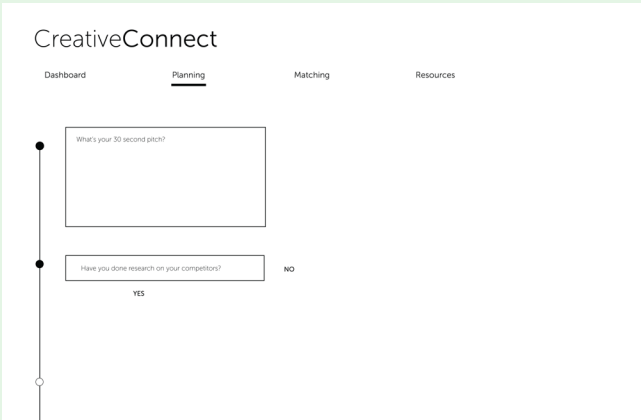 CreativeConnect
Dashboard Planning Matching Resources
What's your 30 second pitch?
Have you done research on your competitors? NO
YES